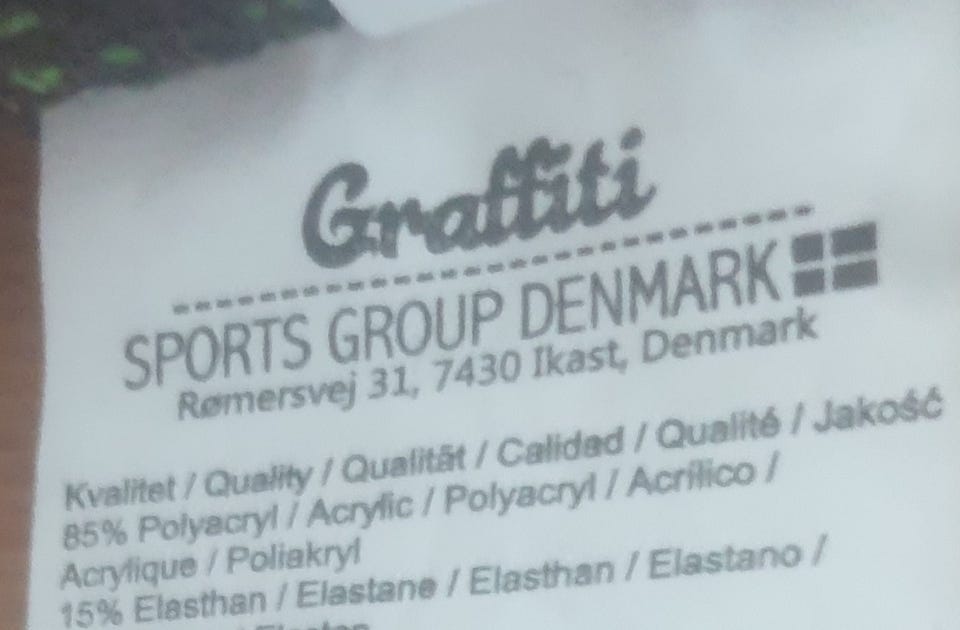 Graffiti
SPORTS GROUP DENMARK
Rømersvej 31, 7430 Ikast, Denmark
Kvalitet / Quality / Qualität / Calidad / Qualité / Jakość
85% Polyacryl / Acrylic / Polyacryl / Acrílico /
Acrylique / Poliakryl
15% Elasthan / Elastane / Elasthan / Elastano /